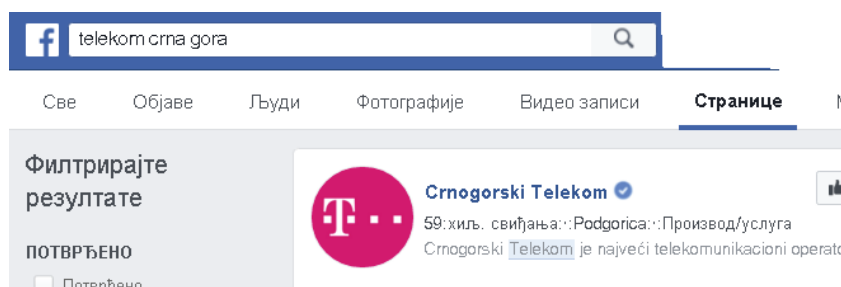 telekom crna gora
Све Објаве Људи Фотографије Видео записи Странице
Филтрирајте
резултате
Crnogorski Telekom
59:хиљ. свиђања·:·Podgorica:·:Производ/услуга
Crnogorski Telekom je najveći telekomunikacioni
ПОТВРЂЕНО
Потврђено